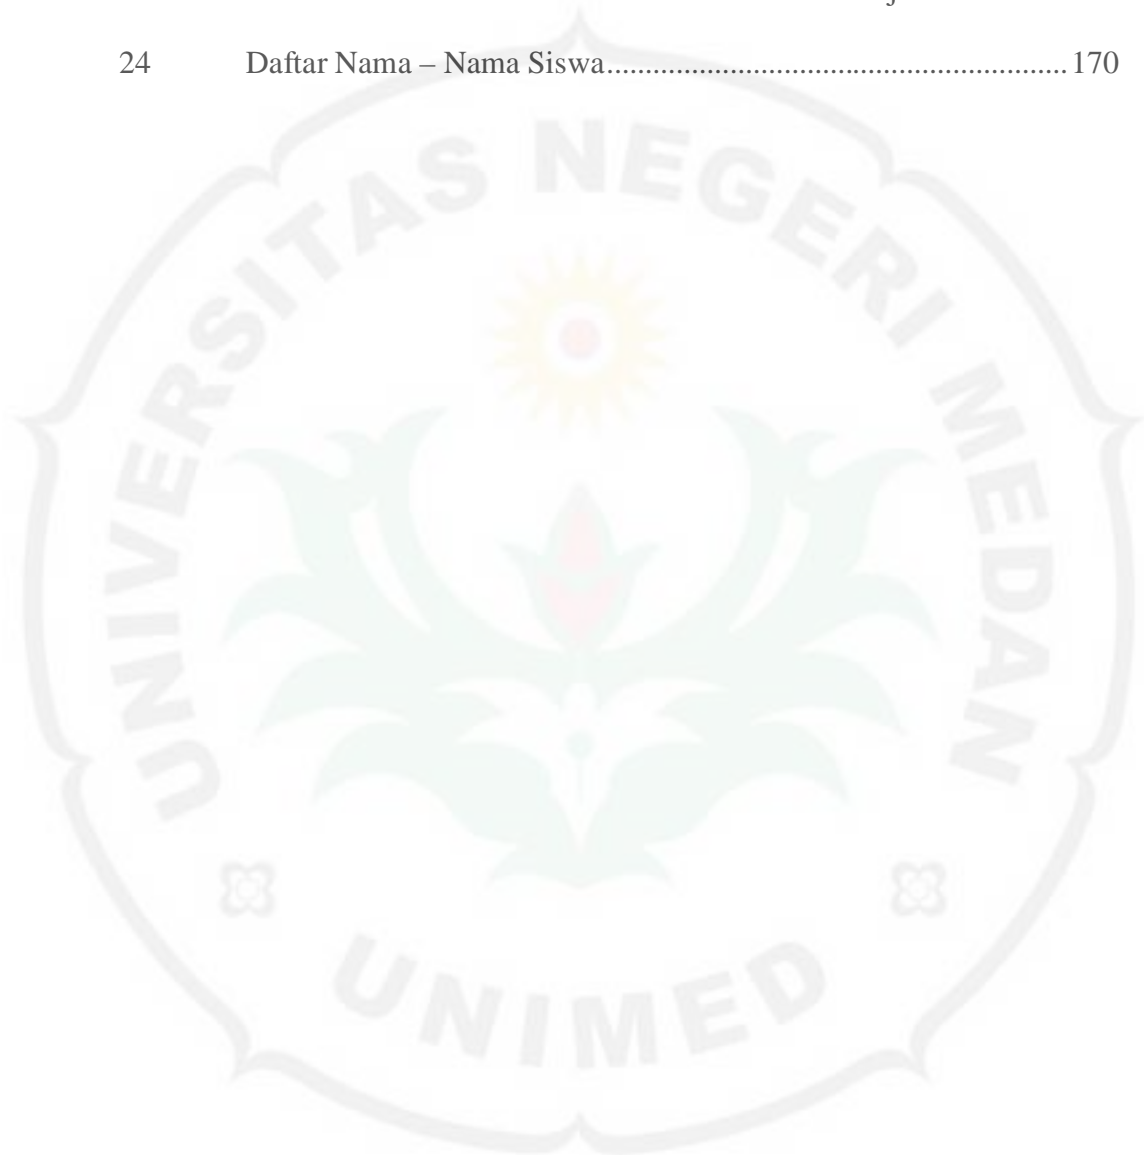 24 Daftar Nama – Nama Siswa............................................................170
UNIVERSITAS NEGERI MEDAN
UNIMED